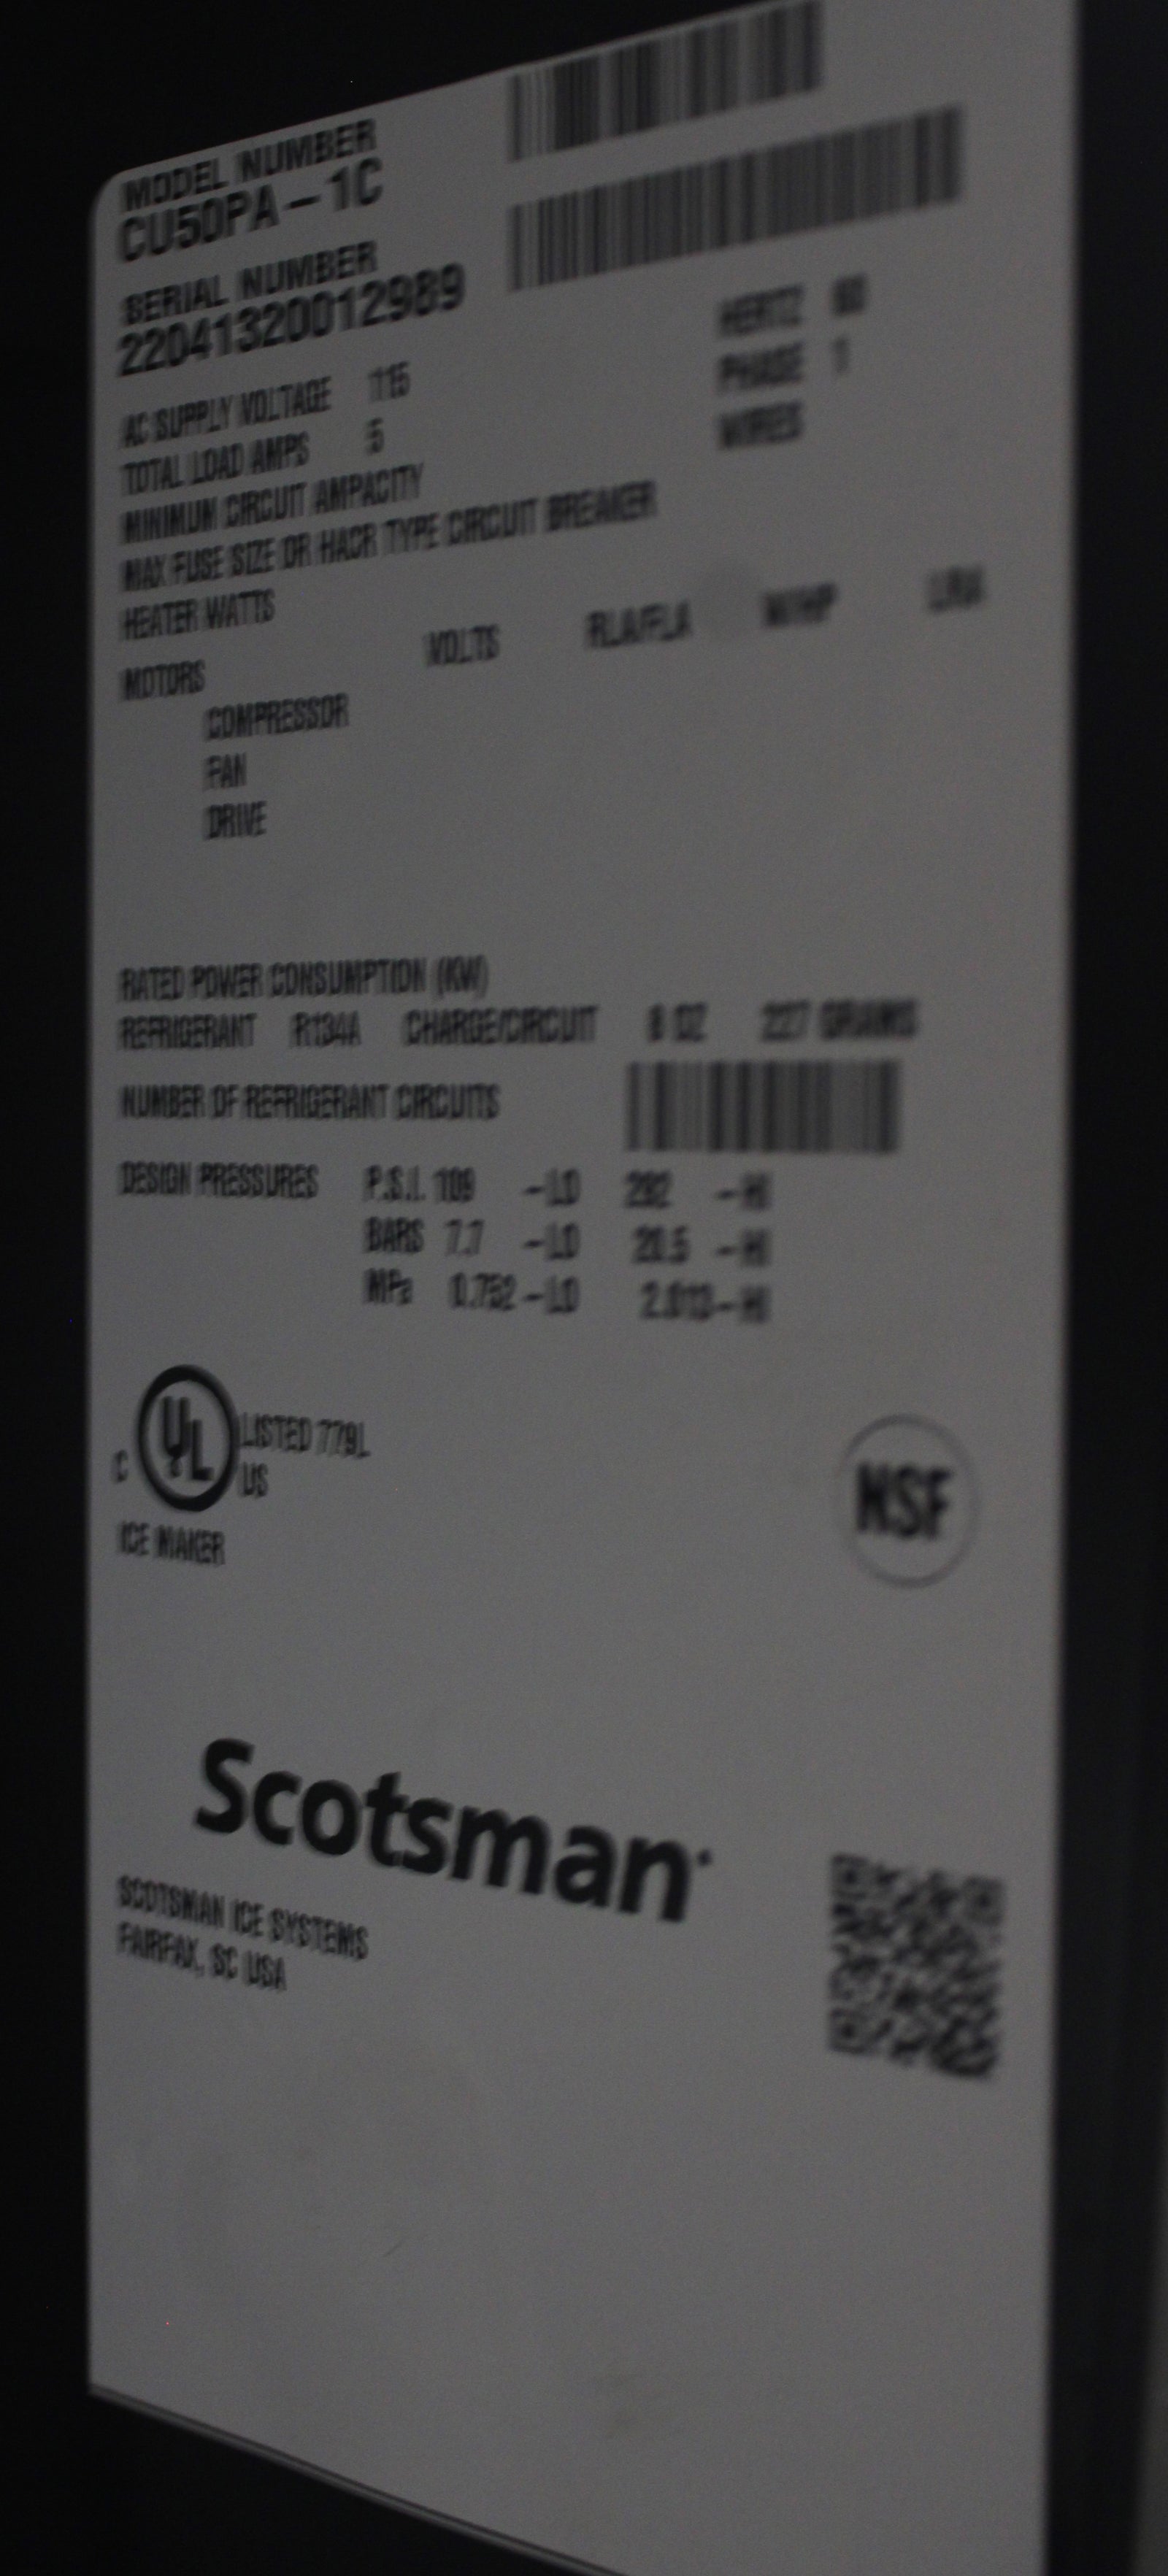 MODEL NUMBER
CU50PA-1C
SERIAL NUMBER
22041320012989
AC SUPPLY VOLTAGE 115 HERTZ 60
TOTAL LOAD AMPS 5 PHASE 1
MINIMUM CIRCUIT AMPACITY WIRES
MAX FUSE SIZE OR HACR TYPE CIRCUIT BREAKER
HEATER WATTS
MOTORS VOLTS RLA/FLA W/HP LRA
COMPRESSOR
FAN
DRIVE
RATED POWER CONSUMPTION (KW)
REFRIGERANT R134A CHARGE/CIRCUIT 8 OZ 227 GRAMS
NUMBER OF REFRIGERANT CIRCUITS
DESIGN PRESSURES P.S.I. 109 -LO 292 -HI
BARS 7.7 -LO 20.5 -HI
MPa 0.752-LO 2.013-HI
C UL LISTED 779L
US
ICE MAKER
NSF
Scotsman
SCOTSMAN ICE SYSTEMS
FAIRFAX, SC USA